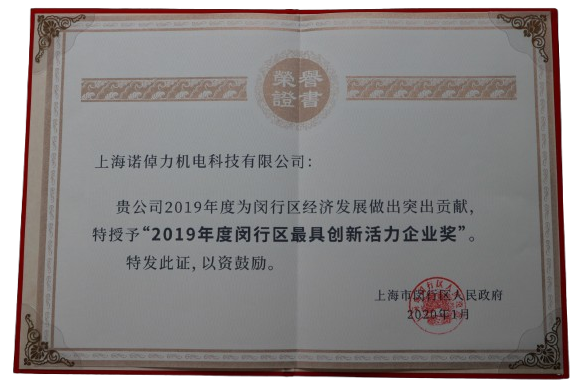 榮譽
證書
上海诺倬力机电科技有限公司：
贵公司2019年度为闵行区经济发展做出突出贡献，
特授予“2019年度闵行区最具创新活力企业奖”。
特发此证，以资鼓励。
上海市闵行区人民政府
2020年1月